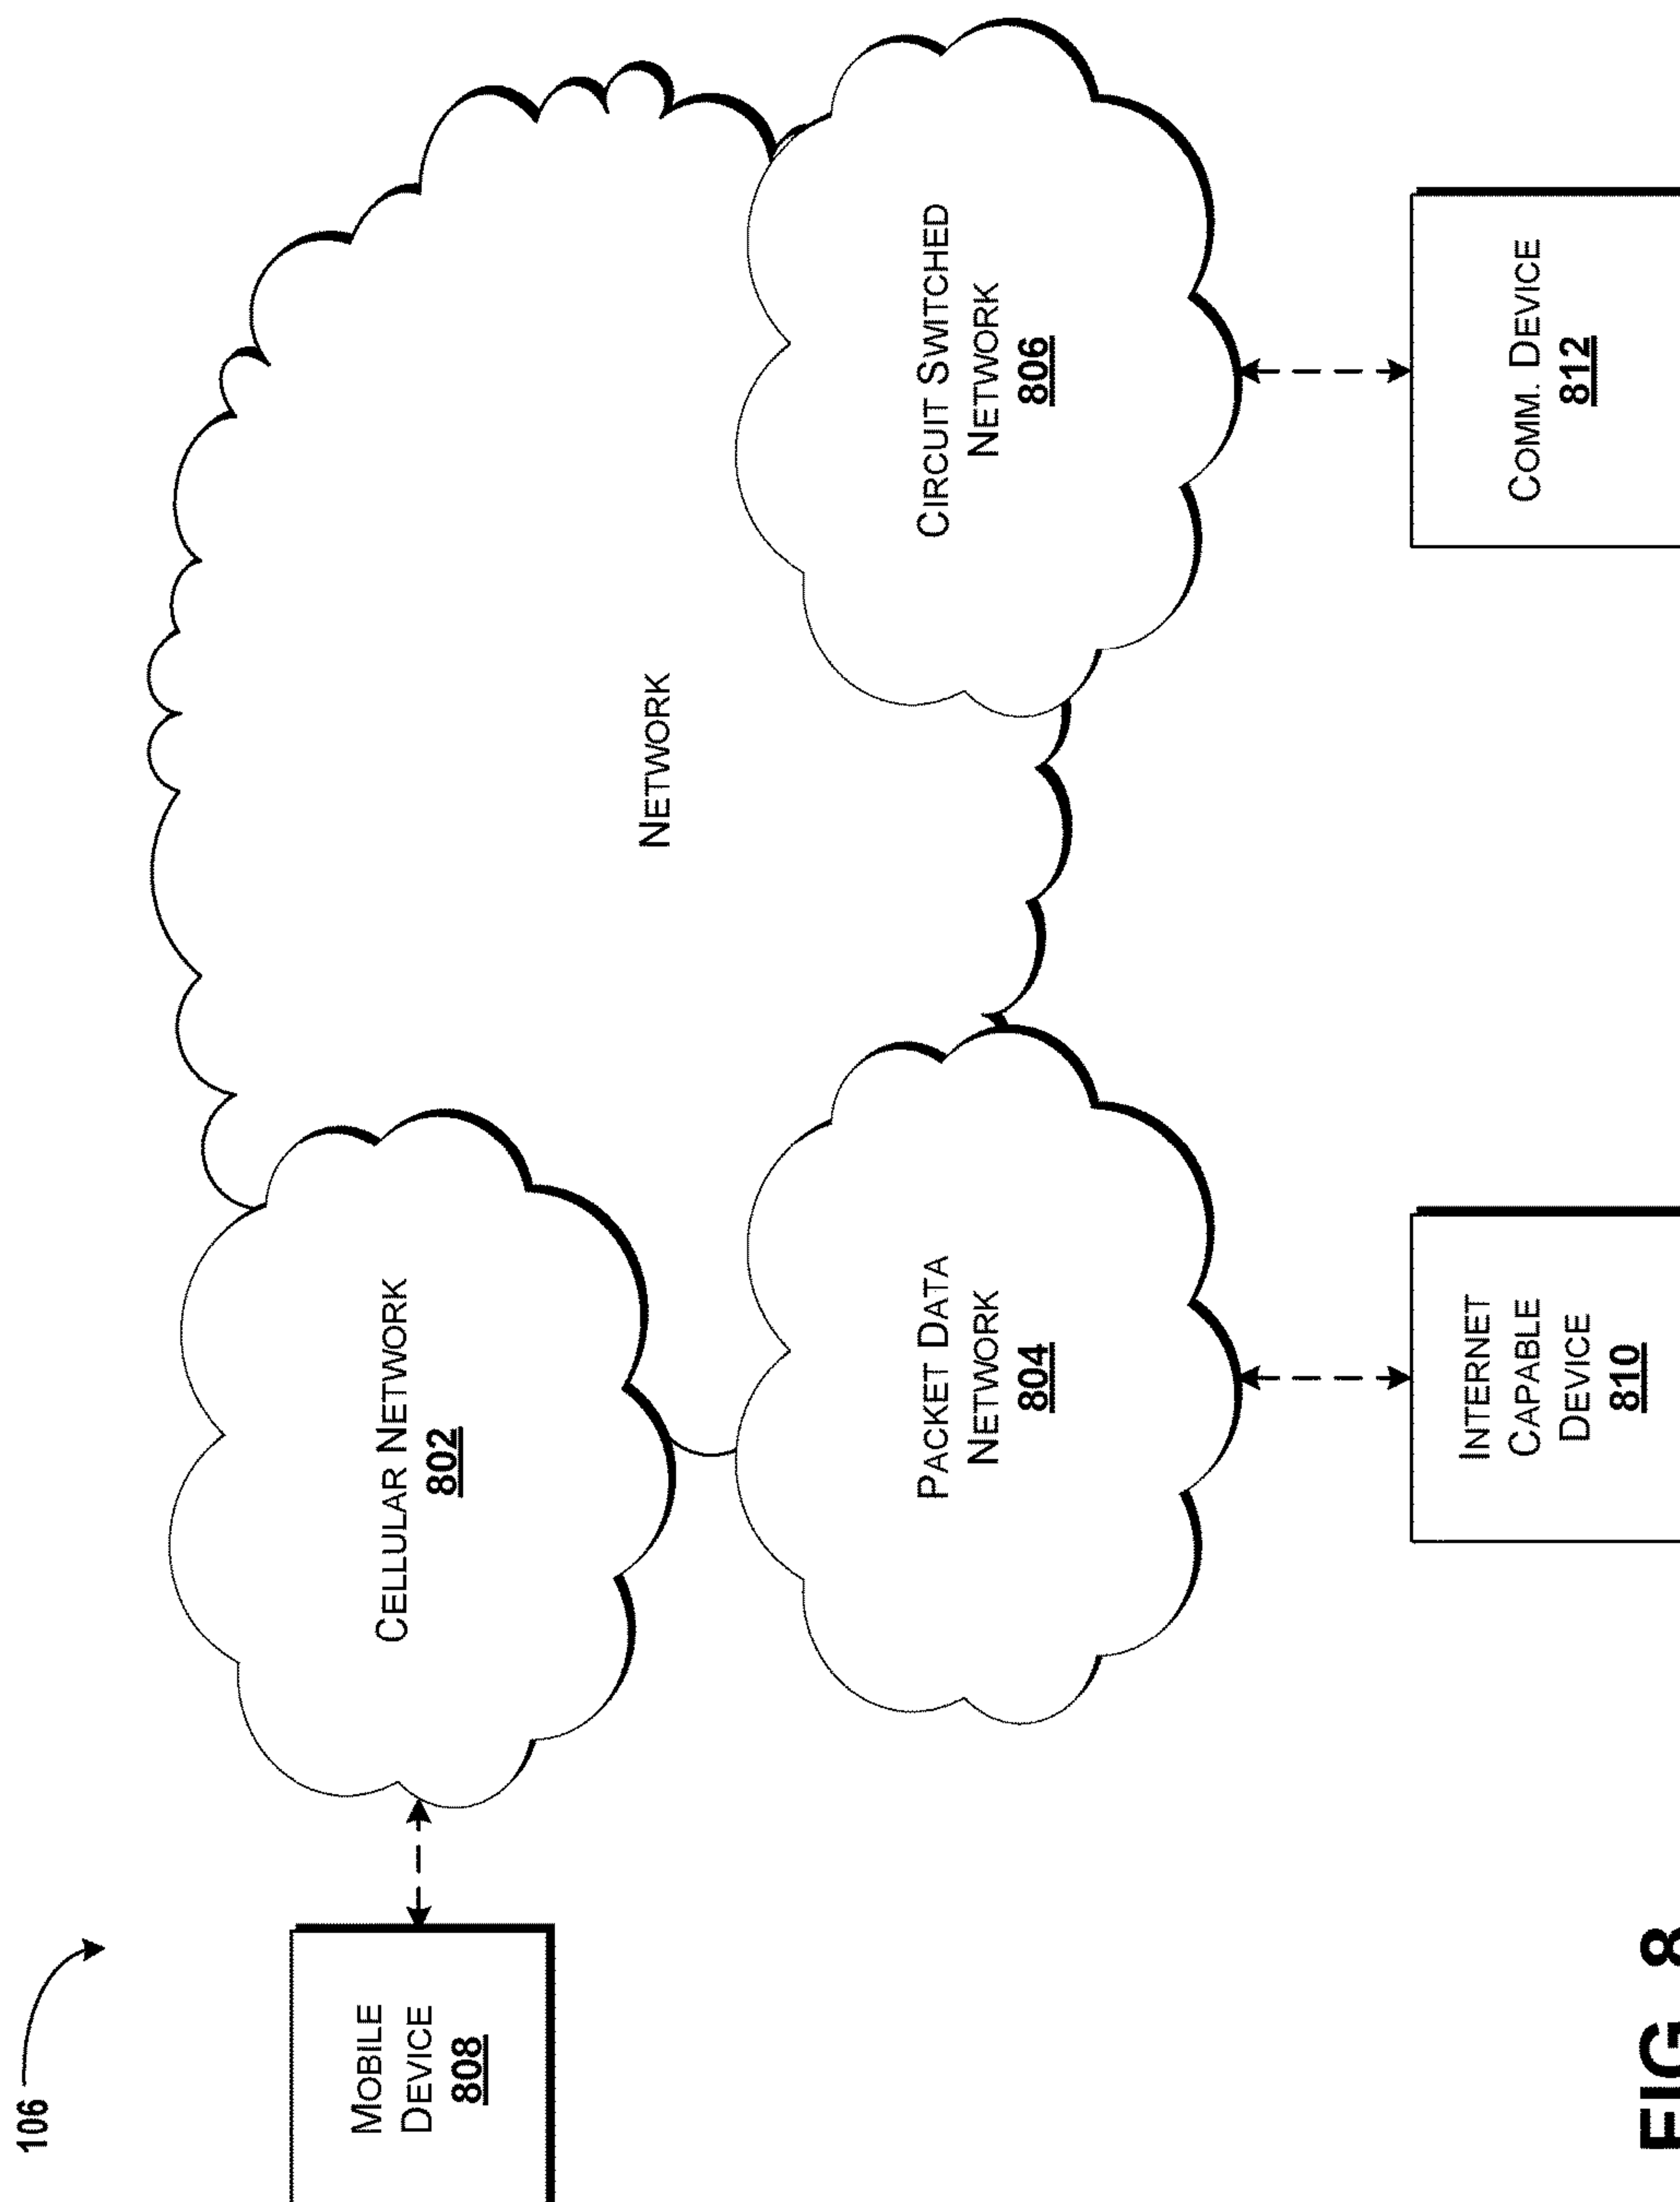 106
MOBILE
DEVICE
808
CELLULAR NETWORK
802
NETWORK
PACKET DATA
NETWORK
804
CIRCUIT SWITCHED
NETWORK
806
INTERNET
CAPABLE
DEVICE
810
COMM. DEVICE
812
FIG. 8